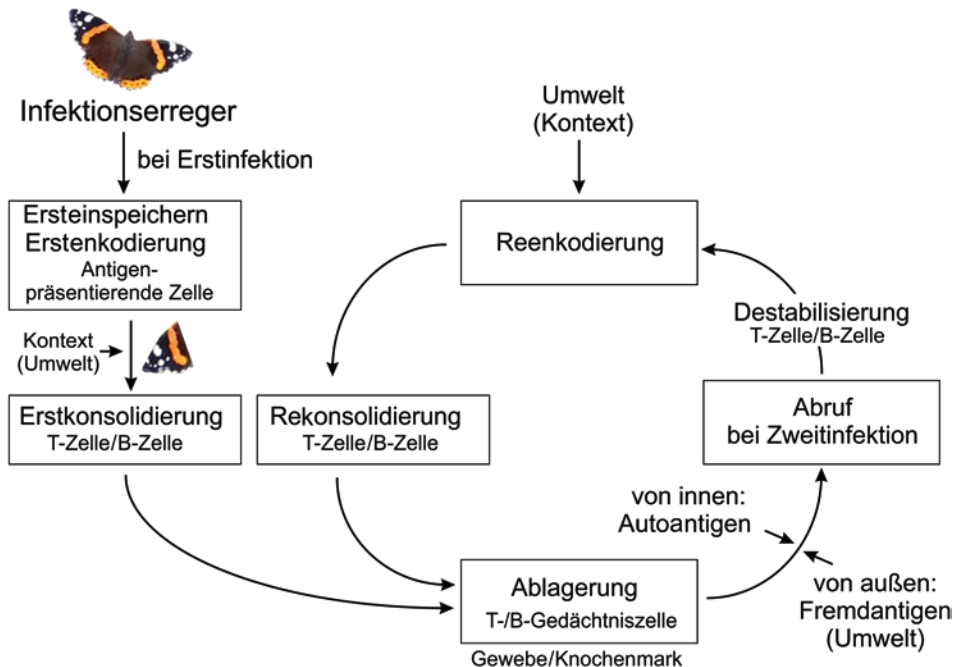 Infektionserreger
bei Erstinfektion
Ersteinspeichern
Erstenkodierung
Antigen-
präsentierende Zelle
Kontext
(Umwelt)
Erstkonsolidierung
T-Zelle/B-Zelle
Umwelt
(Kontext)
Reenkodierung
Rekonsolidierung
T-Zelle/B-Zelle
Destabilisierung
T-Zelle/B-Zelle
Abruf
bei Zweitinfektion
von innen:
Autoantigen
von außen:
Fremdantigen
(Umwelt)
Ablagerung
T-/B-Gedächtniszelle
Gewebe/Knochenmark